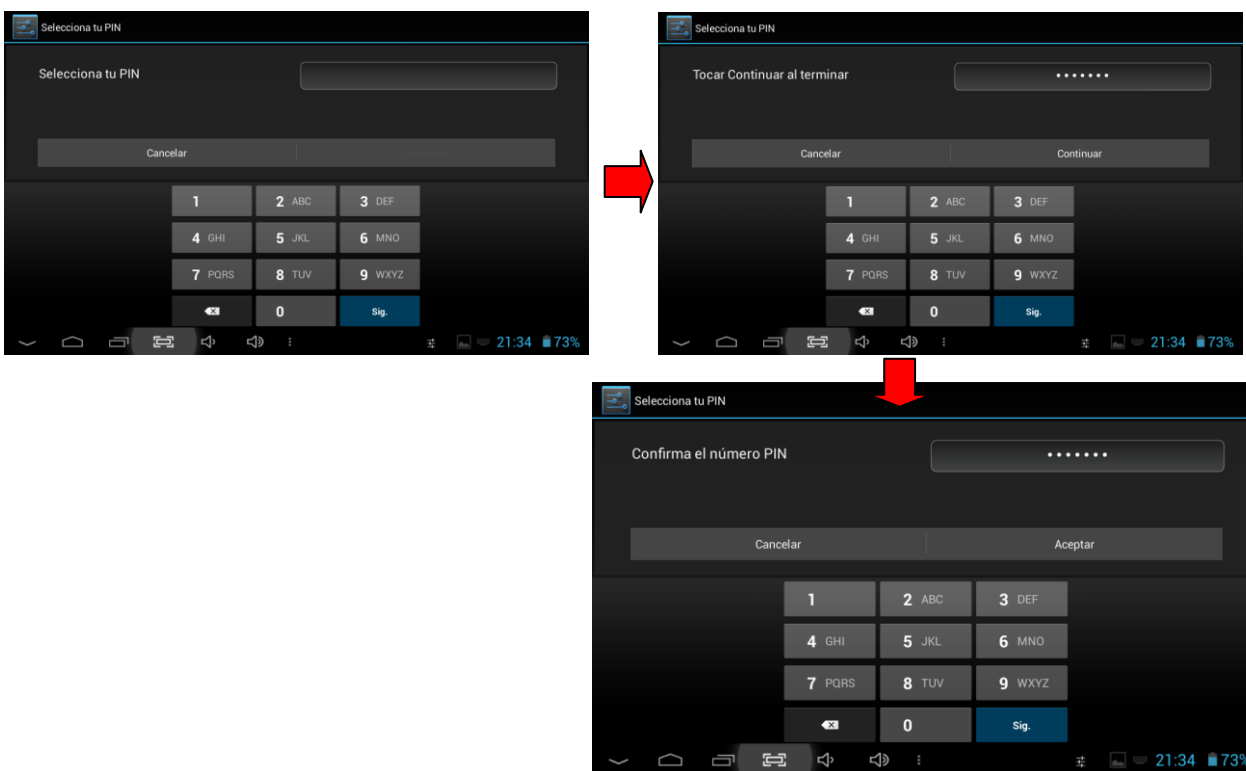 Selecciona tu PIN
Selecciona tu PIN
Cancelar
1
2 ABC
3 DEF
4 GHI
5 JKL
6 MNO
7 PQRS
8 TUV
9 WXYZ
0
Sig.
21:34 73%
Selecciona tu PIN
Tocar Continuar al terminar
•••••••
Cancelar
Continuar
1
2 ABC
3 DEF
4 GHI
5 JKL
6 MNO
7 PQRS
8 TUV
9 WXYZ
0
Sig.
21:34 73%
Selecciona tu PIN
Confirma el número PIN
•••••••
Cancelar
Aceptar
1
2 ABC
3 DEF
4 GHI
5 JKL
6 MNO
7 PQRS
8 TUV
9 WXYZ
0
Sig.
21:34 73%